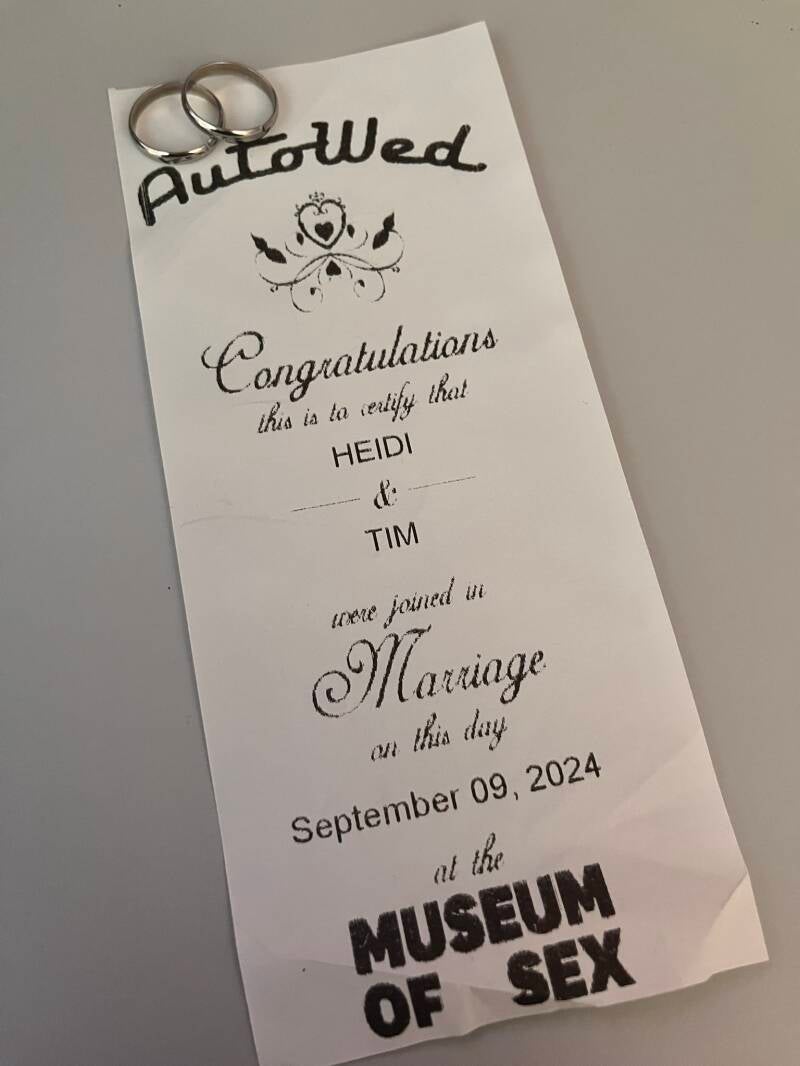 AutoWed
Congratulations
this is to certify that
HEIDI
&
TIM
were joined in
Marriage
on this day
September 09, 2024
at the
MUSEUM
OF SEX